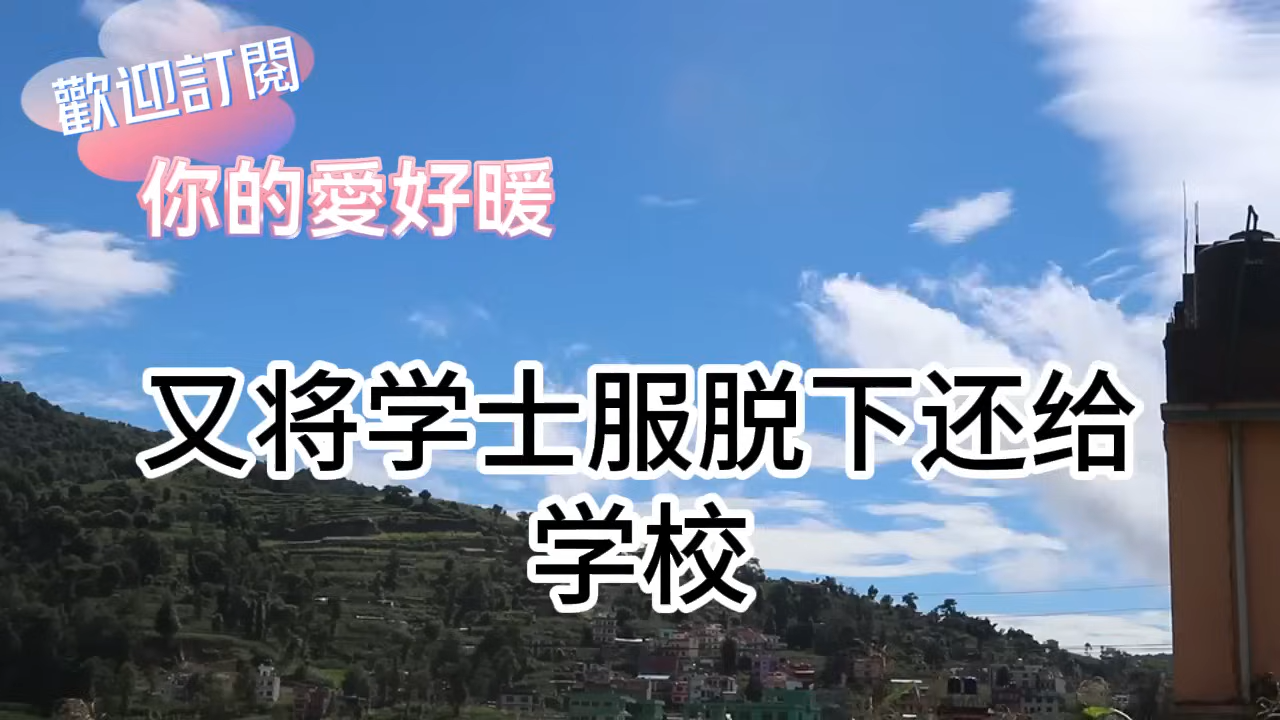 歡迎訂閱
你的愛好暖
又将学士服脱下还给
学校